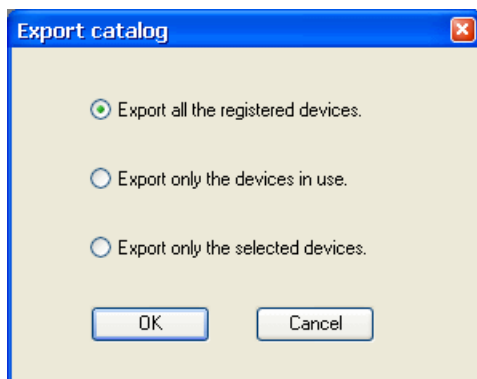 Export catalog
Export all the registered devices.
Export only the devices in use.
Export only the selected devices.
OK Cancel